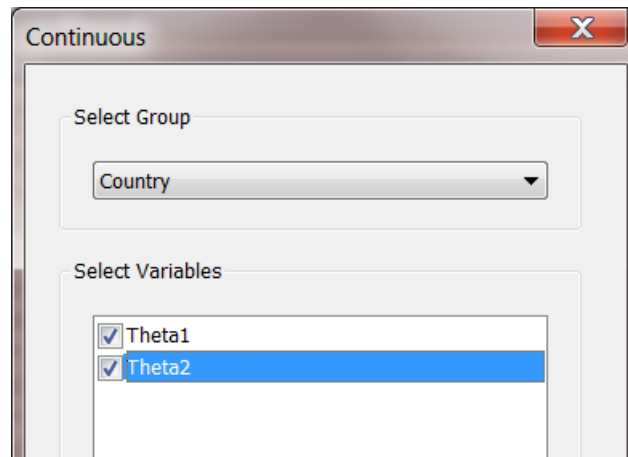 Continuous
Select Group
Country
Select Variables
Theta1
Theta2